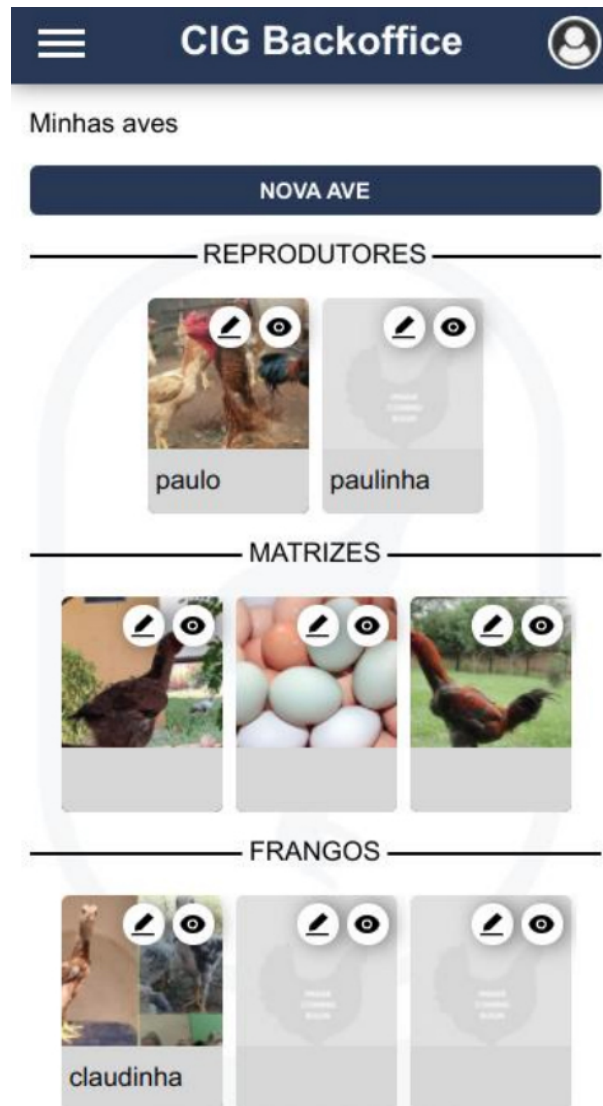 CIG Backoffice
Minhas aves
NOVA AVE
REPRODUTORES
paulo
paulinha
MATRIZES
FRANGOS
claudinha